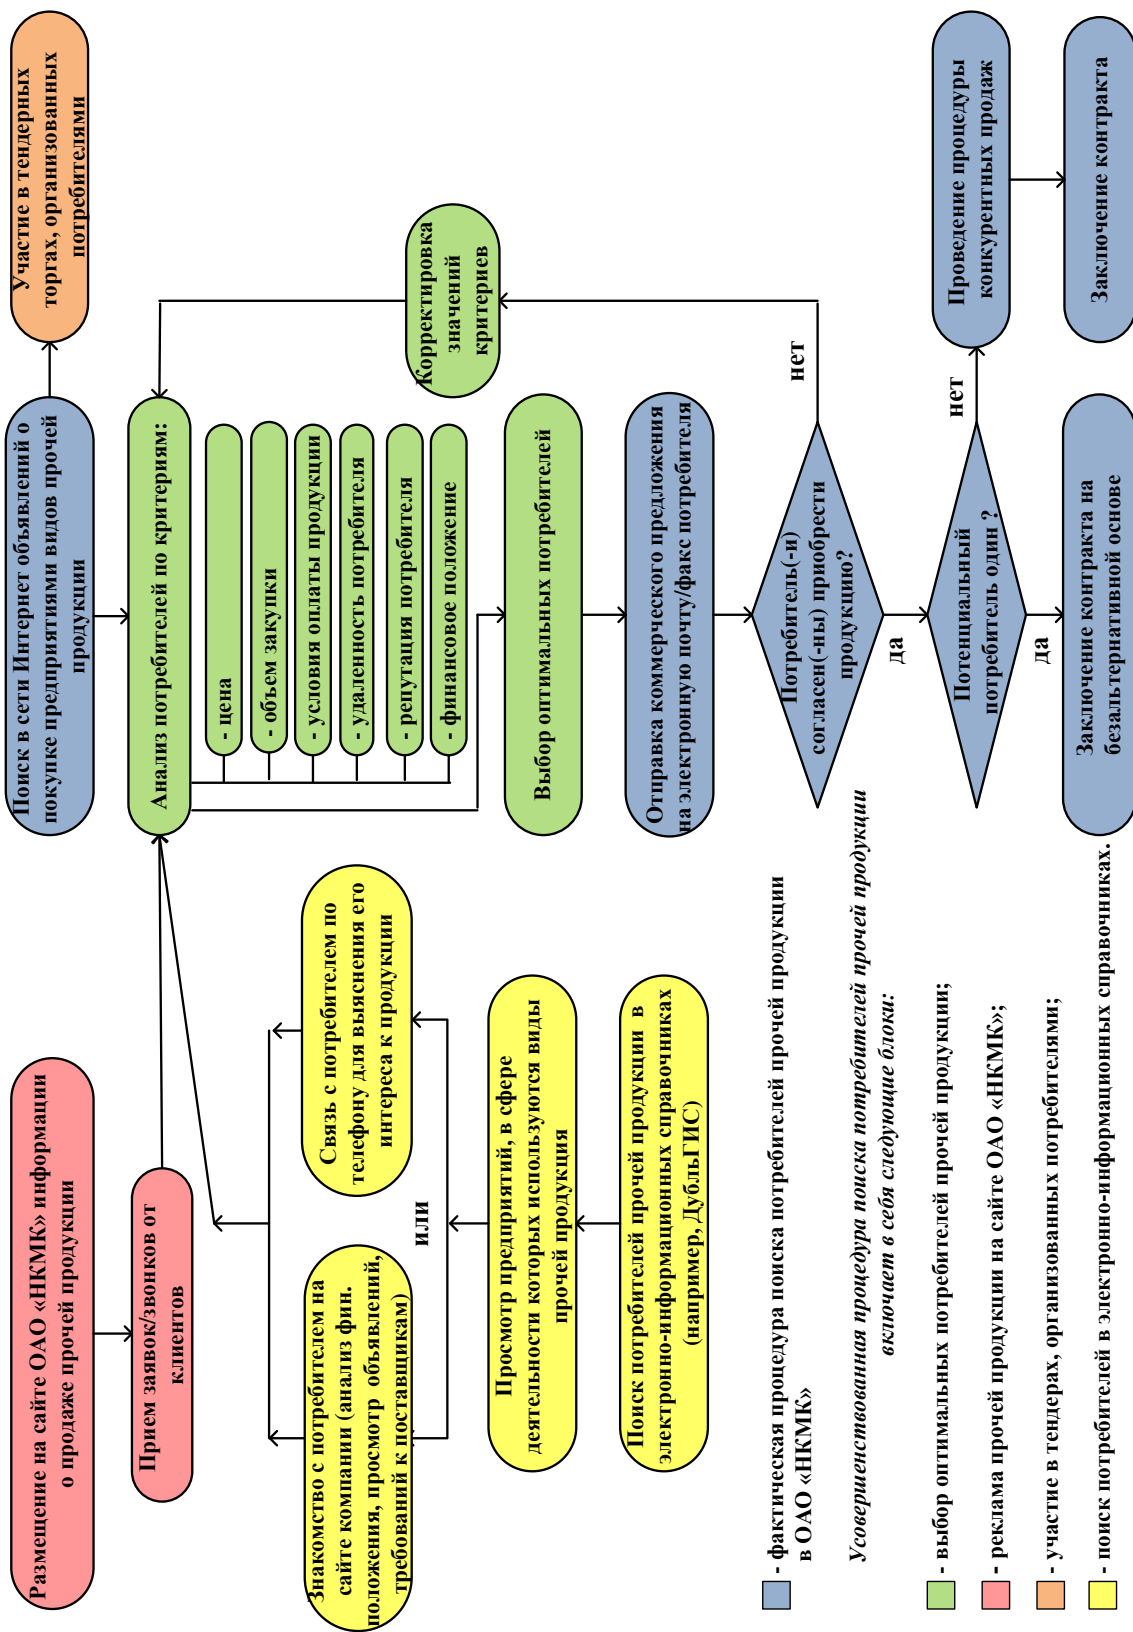 Размещение на сайте ОАО «НКМК» информации
о продаже прочей продукции
Прием заявок/звонков от
клиентов
Поиск в сети Интернет объявлений о
покупке предприятиями видов прочей
продукции
Участие в тендерных
торгах, организованных
потребителями
Анализ потребителей по критериям:
- цена
- объем закупки
- условия оплаты продукции
- удаленность потребителя
- репутация потребителя
- финансовое положение
Корректировка
значений
критериев
Знакомство с потребителем на
сайте компании (анализ фин.
положения, просмотр объявлений,
требований к поставщикам)
или
Связь с потребителем по
телефону для выяснения его
интереса к продукции
Просмотр предприятий, в сфере
деятельности которых используются виды
прочей продукция
Поиск потребителей прочей продукции в
электронно-информационных справочниках
(например, ДубльГИС)
Выбор оптимальных потребителей
Отправка коммерческого предложения
на электронную почту/факс потребителя
Потребитель(-и)
согласен(-ны) приобрести
продукцию?
нет
да
Потенциальный
потребитель один ?
нет
да
Проведение процедуры
конкурентных продаж
Заключение контракта
Заключение контракта на
безальтернативной основе
- фактическая процедура поиска потребителей прочей продукции
в ОАО «НКМК»
Усовершенствованная процедура поиска потребителей прочей продукции
включает в себя следующие блоки:
- выбор оптимальных потребителей прочей продукции;
- реклама прочей продукции на сайте ОАО «НКМК»;
- участие в тендерах, организованных потребителями;
- поиск потребителей в электронно-информационных справочниках.